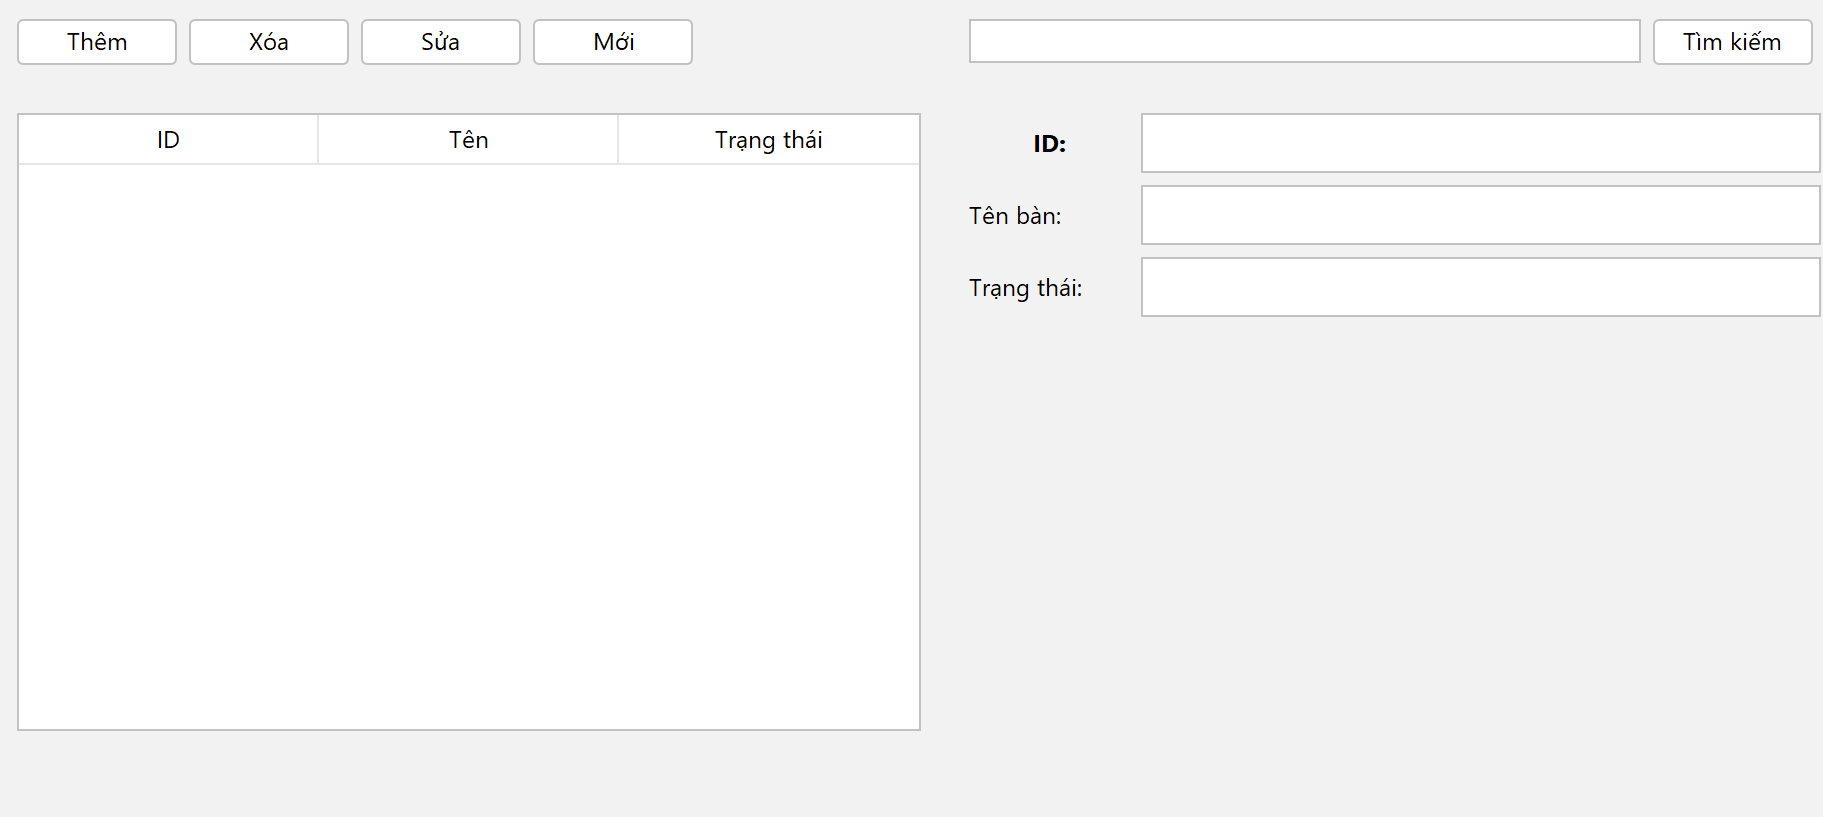 Thêm Xóa Sửa Mới Tìm kiếm
ID Tên Trạng thái
ID:
Tên bàn:
Trạng thái: